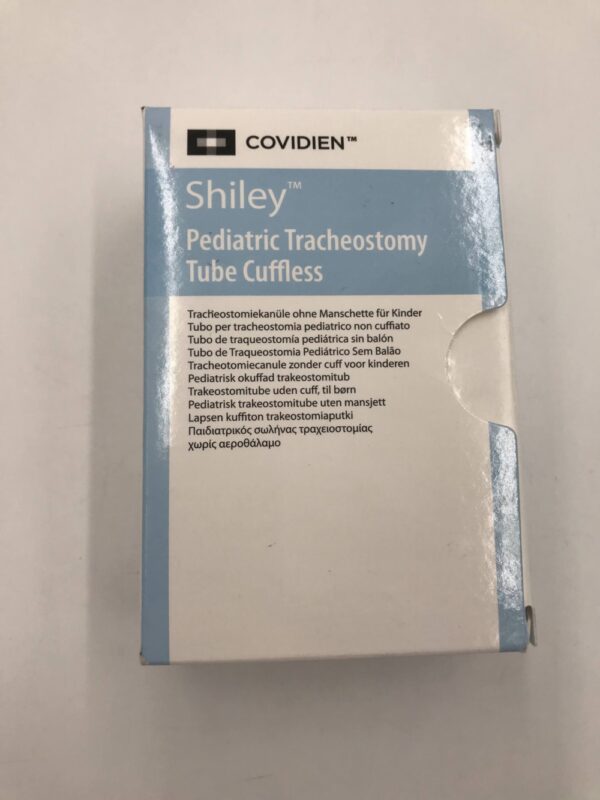 COVIDIEN™
Shiley™
Pediatric Tracheostomy
Tube Cuffless
Tracheostomiekanüle ohne Manschette für Kinder
Tubo per tracheostomia pediatrico non cuffiato
Tubo de traqueostomía pediátrica sin balón
Tubo de Traqueostomia Pediátrico Sem Balão
Tracheotomiecanule zonder cuff voor kinderen
Pediatrisk okuffad trakeostomitub
Trakeostomitube uden cuff, til børn
Pediatrisk trakeostomitube uten mansjett
Lapsen kuffiton trakeostomiaputki
Παιδιατρικός σωλήνας τραχειοστομίας
χωρίς αεροθάλαμο